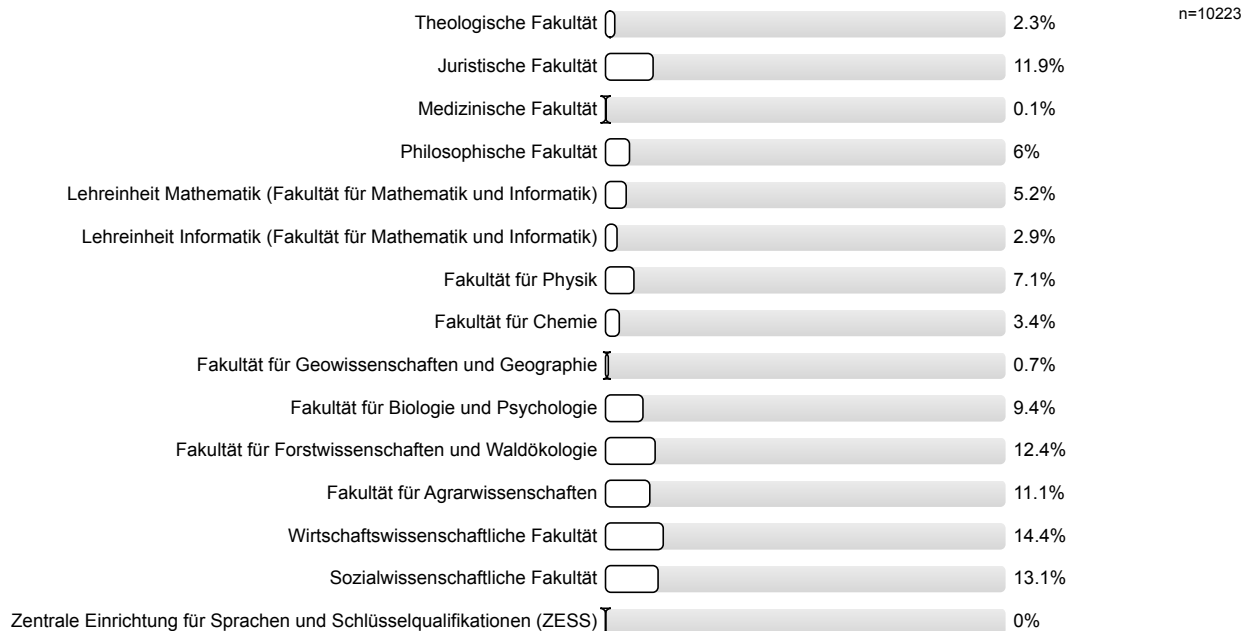 n=10223
Theologische Fakultät 2.3%
Juristische Fakultät 11.9%
Medizinische Fakultät 0.1%
Philosophische Fakultät 6%
Lehreinheit Mathematik (Fakultät für Mathematik und Informatik) 5.2%
Lehreinheit Informatik (Fakultät für Mathematik und Informatik) 2.9%
Fakultät für Physik 7.1%
Fakultät für Chemie 3.4%
Fakultät für Geowissenschaften und Geographie 0.7%
Fakultät für Biologie und Psychologie 9.4%
Fakultät für Forstwissenschaften und Waldökologie 12.4%
Fakultät für Agrarwissenschaften 11.1%
Wirtschaftswissenschaftliche Fakultät 14.4%
Sozialwissenschaftliche Fakultät 13.1%
Zentrale Einrichtung für Sprachen und Schlüsselqualifikationen (ZESS) 0%